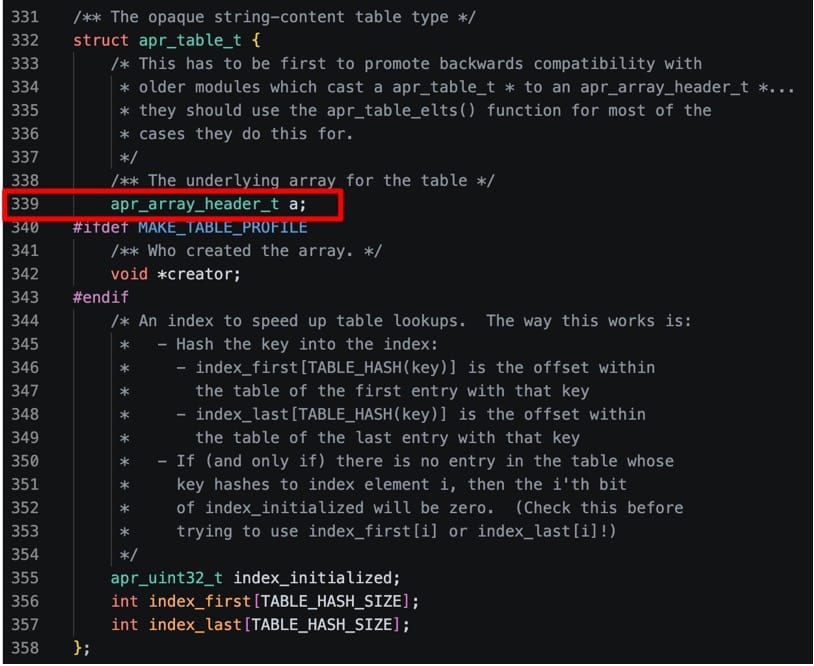 331 /** The opaque string-content table type */
332 struct apr_table_t {
333 /* This has to be first to promote backwards compatibility with
334 * older modules which cast a apr_table_t * to an apr_array_header_t *...
335 * they should use the apr_table_elts() function for most of the
336 * cases they do this for.
337 */
338 /** The underlying array for the table */
339 apr_array_header_t a;
340 #ifdef MAKE_TABLE_PROFILE
341 /** Who created the array. */
342 void *creator;
343 #endif
344 /* An index to speed up table lookups.  The way this works is:
345 *   - Hash the key into the index:
346 *     - index_first[TABLE_HASH(key)] is the offset within
347 *       the table of the first entry with that key
348 *     - index_last[TABLE_HASH(key)] is the offset within
349 *       the table of the last entry with that key
350 *   - If (and only if) there is no entry in the table whose
351 *     key hashes to index element i, then the i'th bit
352 *     of index_initialized will be zero.  (Check this before
353 *     trying to use index_first[i] or index_last[i]!)
354 */
355 apr_uint32_t index_initialized;
356 int index_first[TABLE_HASH_SIZE];
357 int index_last[TABLE_HASH_SIZE];
358 };